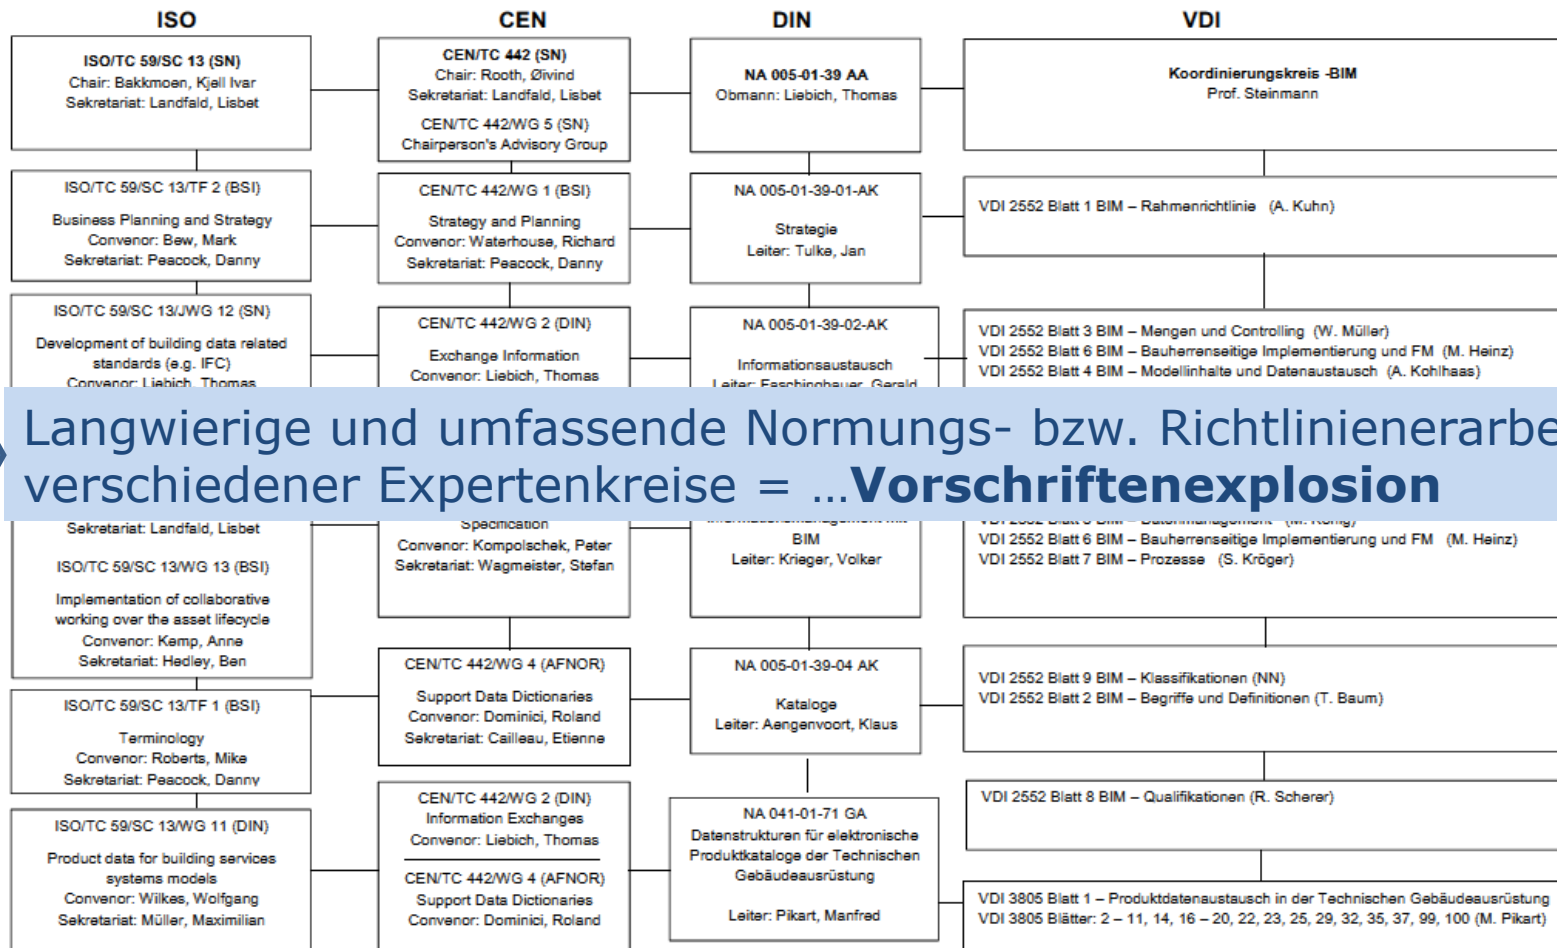 ISO
CEN
DIN
VDI
ISO/TC 59/SC 13 (SN)
Chair: Bakkmoen, Kjell Ivar
Sekretariat: Landfald, Lisbet
CEN/TC 442 (SN)
Chair: Rooth, Øivind
Sekretariat: Landfald, Lisbet
CEN/TC 442/WG 5 (SN)
Chairperson's Advisory Group
NA 005-01-39 AA
Obmann: Liebich, Thomas
Koordinierungskreis -BIM
Prof. Steinmann
ISO/TC 59/SC 13/TF 2 (BSI)
Business Planning and Strategy
Convenor: Bew, Mark
Sekretariat: Peacock, Danny
CEN/TC 442/WG 1 (BSI)
Strategy and Planning
Convenor: Waterhouse, Richard
Sekretariat: Peacock, Danny
NA 005-01-39-01-AK
Strategie
Leiter: Tulke, Jan
VDI 2552 Blatt 1 BIM – Rahmenrichtlinie (A. Kuhn)
ISO/TC 59/SC 13/JWG 12 (SN)
Development of building data related
standards (e.g. IFC)
Convenor: Liebich, Thomas
CEN/TC 442/WG 2 (DIN)
Exchange Information
Convenor: Liebich, Thomas
NA 005-01-39-02-AK
Informationsaustausch
Leiter: Faschingbauer, Gerald
VDI 2552 Blatt 3 BIM – Mengen und Controlling (W. Müller)
VDI 2552 Blatt 6 BIM – Bauherrenseitige Implementierung und FM (M. Heinz)
VDI 2552 Blatt 4 BIM – Modellinhalte und Datenaustausch (A. Kohlhaas)
Langwierige und umfassende Normungs- bzw. Richtlinienerarbe
verschiedener Expertenkreise = ...Vorschriftenexplosion
Sekretariat: Landfald, Lisbet
ISO/TC 59/SC 13/WG 13 (BSI)
Implementation of collaborative
working over the asset lifecycle
Convenor: Kemp, Anne
Sekretariat: Hedley, Ben
Specification
Convenor: Kompolschek, Peter
Sekretariat: Wagmeister, Stefan
Informationsmanagement mit
BIM
Leiter: Krieger, Volker
VDI 2552 Blatt 5 BIM – Datenmanagement (M. König)
VDI 2552 Blatt 6 BIM – Bauherrenseitige Implementierung und FM (M. Heinz)
VDI 2552 Blatt 7 BIM – Prozesse (S. Kröger)
ISO/TC 59/SC 13/TF 1 (BSI)
Terminology
Convenor: Roberts, Mike
Sekretariat: Peacock, Danny
CEN/TC 442/WG 4 (AFNOR)
Support Data Dictionaries
Convenor: Dominici, Roland
Sekretariat: Cailleau, Etienne
NA 005-01-39-04 AK
Kataloge
Leiter: Aengenvoort, Klaus
VDI 2552 Blatt 9 BIM – Klassifikationen (NN)
VDI 2552 Blatt 2 BIM – Begriffe und Definitionen (T. Baum)
VDI 2552 Blatt 8 BIM – Qualifikationen (R. Scherer)
ISO/TC 59/SC 13/WG 11 (DIN)
Product data for building services
systems models
Convenor: Wilkes, Wolfgang
Sekretariat: Müller, Maximilian
CEN/TC 442/WG 2 (DIN)
Information Exchanges
Convenor: Liebich, Thomas
CEN/TC 442/WG 4 (AFNOR)
Support Data Dictionaries
Convenor: Dominici, Roland
NA 041-01-71 GA
Datenstrukturen für elektronische
Produktkataloge der Technischen
Gebäudeausrüstung
Leiter: Pikart, Manfred
VDI 3805 Blatt 1 – Produktdatenaustausch in der Technischen Gebäudeausrüstung
VDI 3805 Blätter: 2 – 11, 14, 16 – 20, 22, 23, 25, 29, 32, 35, 37, 99, 100 (M. Pikart)